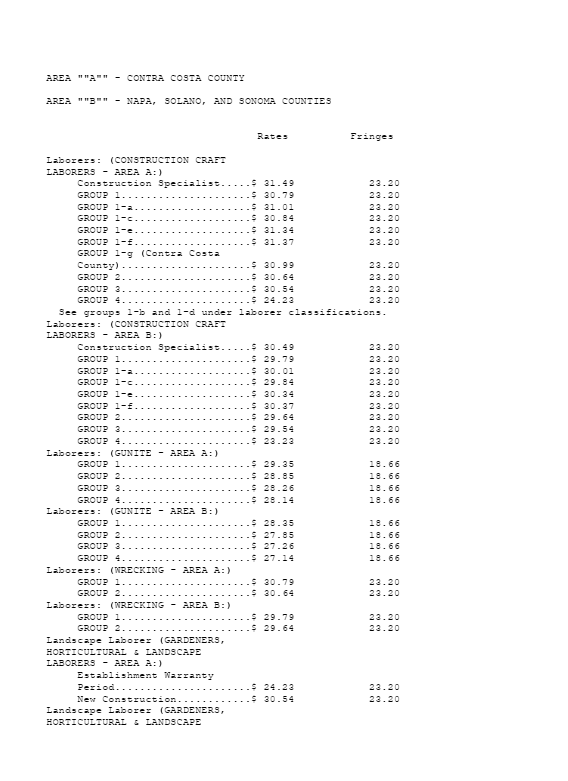 AREA ""A"" - CONTRA COSTA COUNTY
AREA ""B"" - NAPA, SOLANO, AND SONOMA COUNTIES
Rates Fringes
Laborers: (CONSTRUCTION CRAFT
LABORERS - AREA A:)
Construction Specialist.....$ 31.49 23.20
GROUP 1.....................$ 30.79 23.20
GROUP 1-a...................$ 31.01 23.20
GROUP 1-c...................$ 30.84 23.20
GROUP 1-e...................$ 31.34 23.20
GROUP 1-f...................$ 31.37 23.20
GROUP 1-g (Contra Costa
County).....................$ 30.99 23.20
GROUP 2.....................$ 30.64 23.20
GROUP 3.....................$ 30.54 23.20
GROUP 4.....................$ 24.23 23.20
See groups 1-b and 1-d under laborer classifications.
Laborers: (CONSTRUCTION CRAFT
LABORERS - AREA B:)
Construction Specialist.....$ 30.49 23.20
GROUP 1.....................$ 29.79 23.20
GROUP 1-a...................$ 30.01 23.20
GROUP 1-c...................$ 29.84 23.20
GROUP 1-e...................$ 30.34 23.20
GROUP 1-f...................$ 30.37 23.20
GROUP 2.....................$ 29.64 23.20
GROUP 3.....................$ 29.54 23.20
GROUP 4.....................$ 23.23 23.20
Laborers: (GUNITE - AREA A:)
GROUP 1.....................$ 29.35 18.66
GROUP 2.....................$ 28.85 18.66
GROUP 3.....................$ 28.26 18.66
GROUP 4.....................$ 28.14 18.66
Laborers: (GUNITE - AREA B:)
GROUP 1.....................$ 28.35 18.66
GROUP 2.....................$ 27.85 18.66
GROUP 3.....................$ 27.26 18.66
GROUP 4.....................$ 27.14 18.66
Laborers: (WRECKING - AREA A:)
GROUP 1.....................$ 30.79 23.20
GROUP 2.....................$ 30.64 23.20
Laborers: (WRECKING - AREA B:)
GROUP 1.....................$ 29.79 23.20
GROUP 2.....................$ 29.64 23.20
Landscape Laborer (GARDENERS,
HORTICULTURAL & LANDSCAPE
LABORERS - AREA A:)
Establishment Warranty
Period......................$ 24.23 23.20
New Construction............$ 30.54 23.20
Landscape Laborer (GARDENERS,
HORTICULTURAL & LANDSCAPE